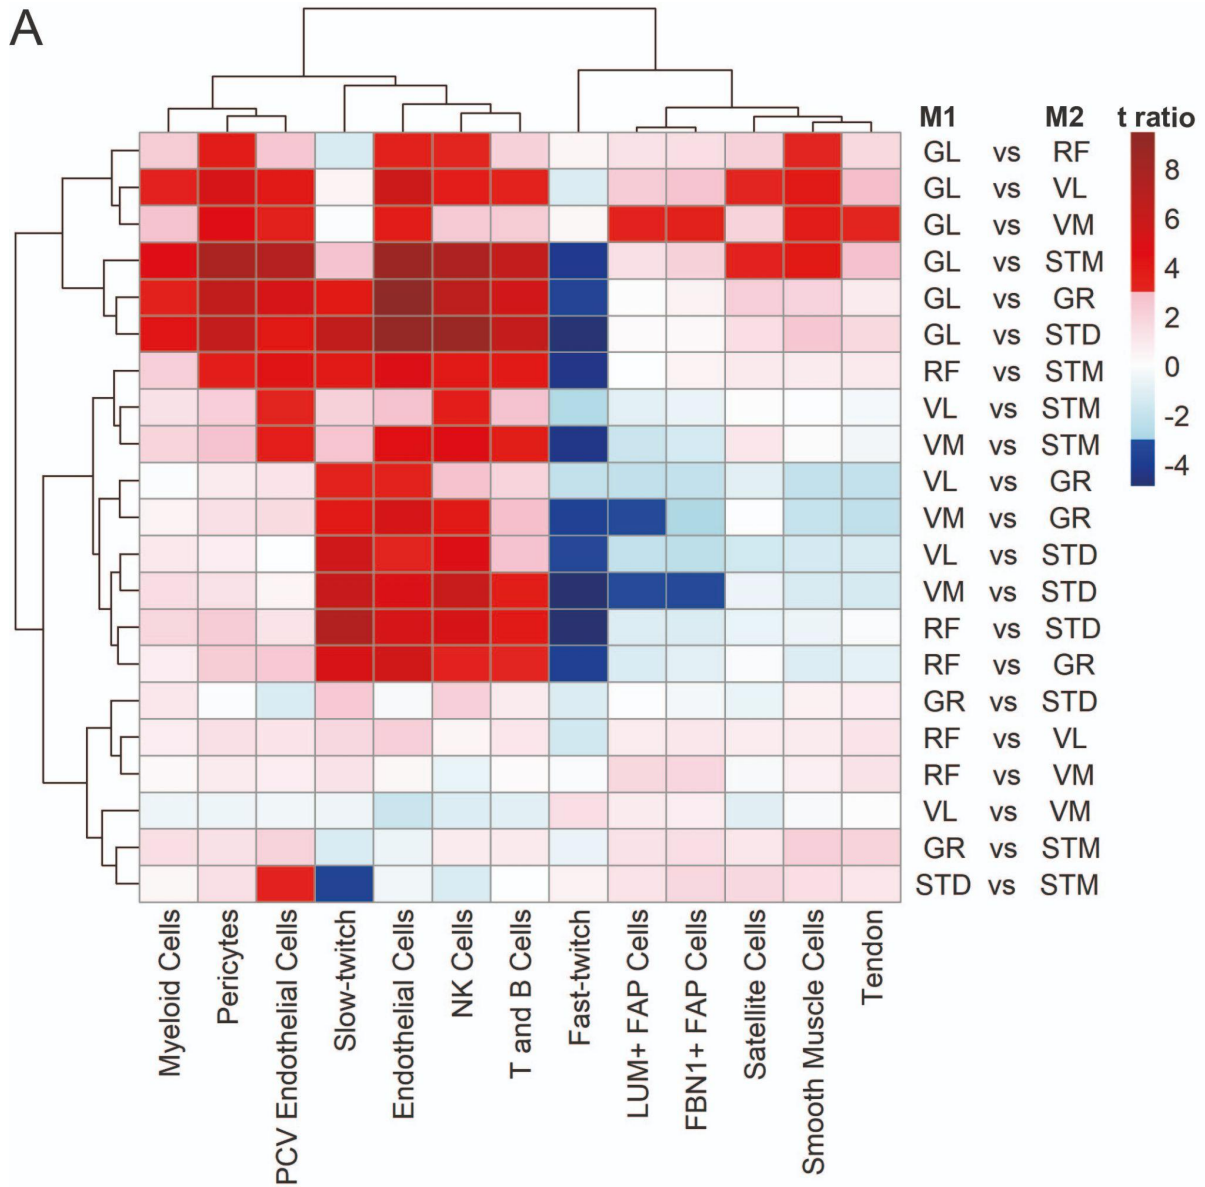 A
M1 M2 t ratio
GL vs RF
GL vs VL
GL vs VM
GL vs STM
GL vs GR
GL vs STD
RF vs STM
VL vs STM
VM vs STM
VL vs GR
VM vs GR
VL vs STD
VM vs STD
RF vs STD
RF vs GR
GR vs STD
RF vs VL
RF vs VM
VL vs VM
GR vs STM
STD vs STM
8
6
4
2
0
-2
-4
Myeloid Cells
Pericytes
PCV Endothelial Cells
Slow-twitch
Endothelial Cells
NK Cells
T and B Cells
Fast-twitch
LUM+ FAP Cells
FBN1+ FAP Cells
Satellite Cells
Smooth Muscle Cells
Tendon